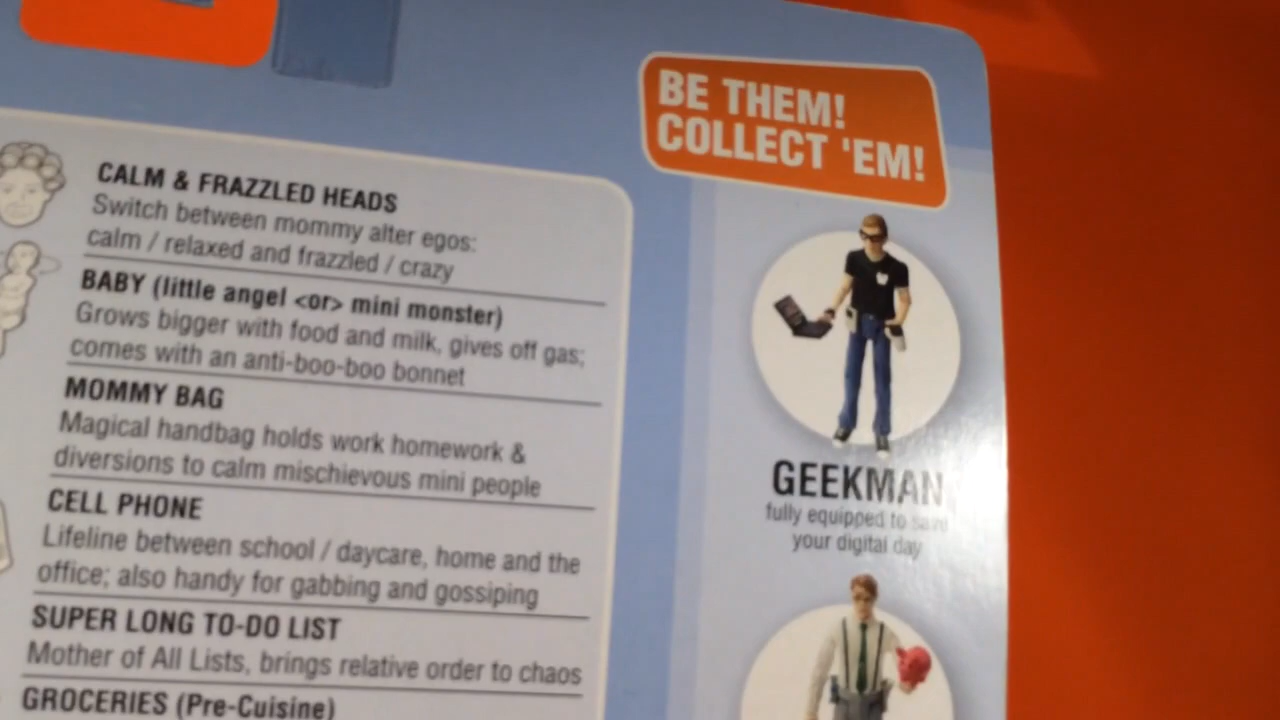 BE THEM!
COLLECT 'EM!
CALM & FRAZZLED HEADS
Switch between mommy alter egos:
calm / relaxed and frazzled / crazy
BABY (little angel <or> mini monster)
Grows bigger with food and milk, gives off gas;
comes with an anti-boo-boo bonnet
MOMMY BAG
Magical handbag holds work homework &
diversions to calm mischievous mini people
CELL PHONE
Lifeline between school / daycare, home and the
office; also handy for gabbing and gossiping
SUPER LONG TO-DO LIST
Mother of All Lists, brings relative order to chaos
GROCERIES (Pre-Cuisine)
GEEKMAN
fully equipped to save
your digital day